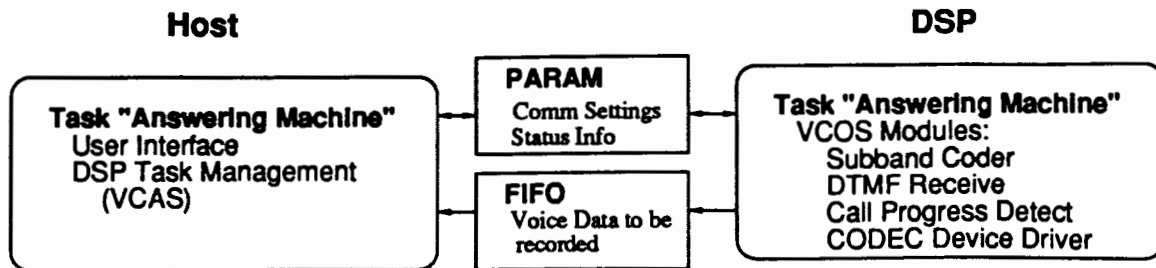 Host
DSP
Task "Answering Machine"
User Interface
DSP Task Management
(VCAS)
PARAM
Comm Settings
Status Info
FIFO
Voice Data to be
recorded
Task "Answering Machine"
VCOS Modules:
Subband Coder
DTMF Receive
Call Progress Detect
CODEC Device Driver